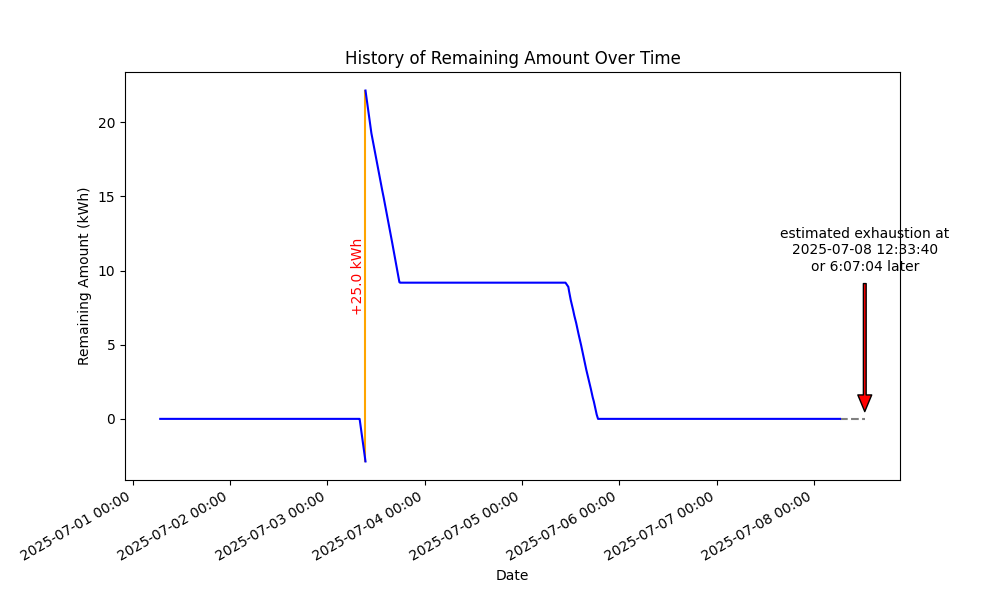 History of Remaining Amount Over Time
Remaining Amount (kWh)
20
15
10
5
0
+25.0 kWh
estimated exhaustion at
2025-07-08 12:33:40
or 6:07:04 later
2025-07-01 00:00
2025-07-02 00:00
2025-07-03 00:00
2025-07-04 00:00
2025-07-05 00:00
2025-07-06 00:00
2025-07-07 00:00
2025-07-08 00:00
Date